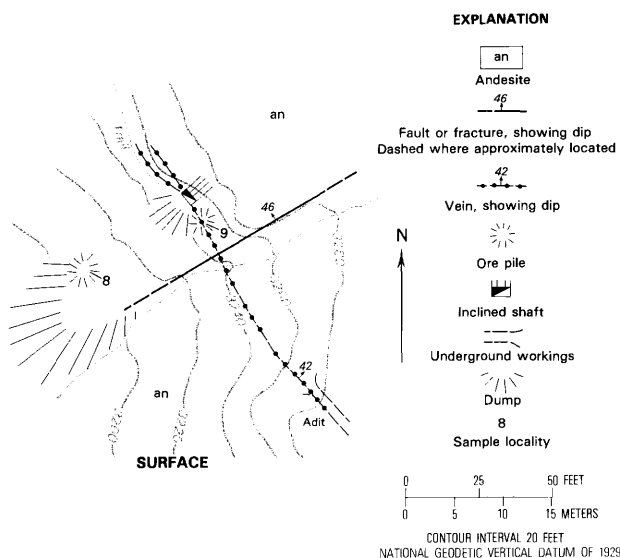 EXPLANATION
an
Andesite
46
Fault or fracture, showing dip
Dashed where approximately located
42
Vein, showing dip
Ore pile
Inclined shaft
Underground workings
Dump
8
Sample locality
N
an
46
9
8
42
an
Adit
SURFACE
0 25 50 FEET
0 5 10 15 METERS
CONTOUR INTERVAL 20 FEET
NATIONAL GEODETIC VERTICAL DATUM OF 1929